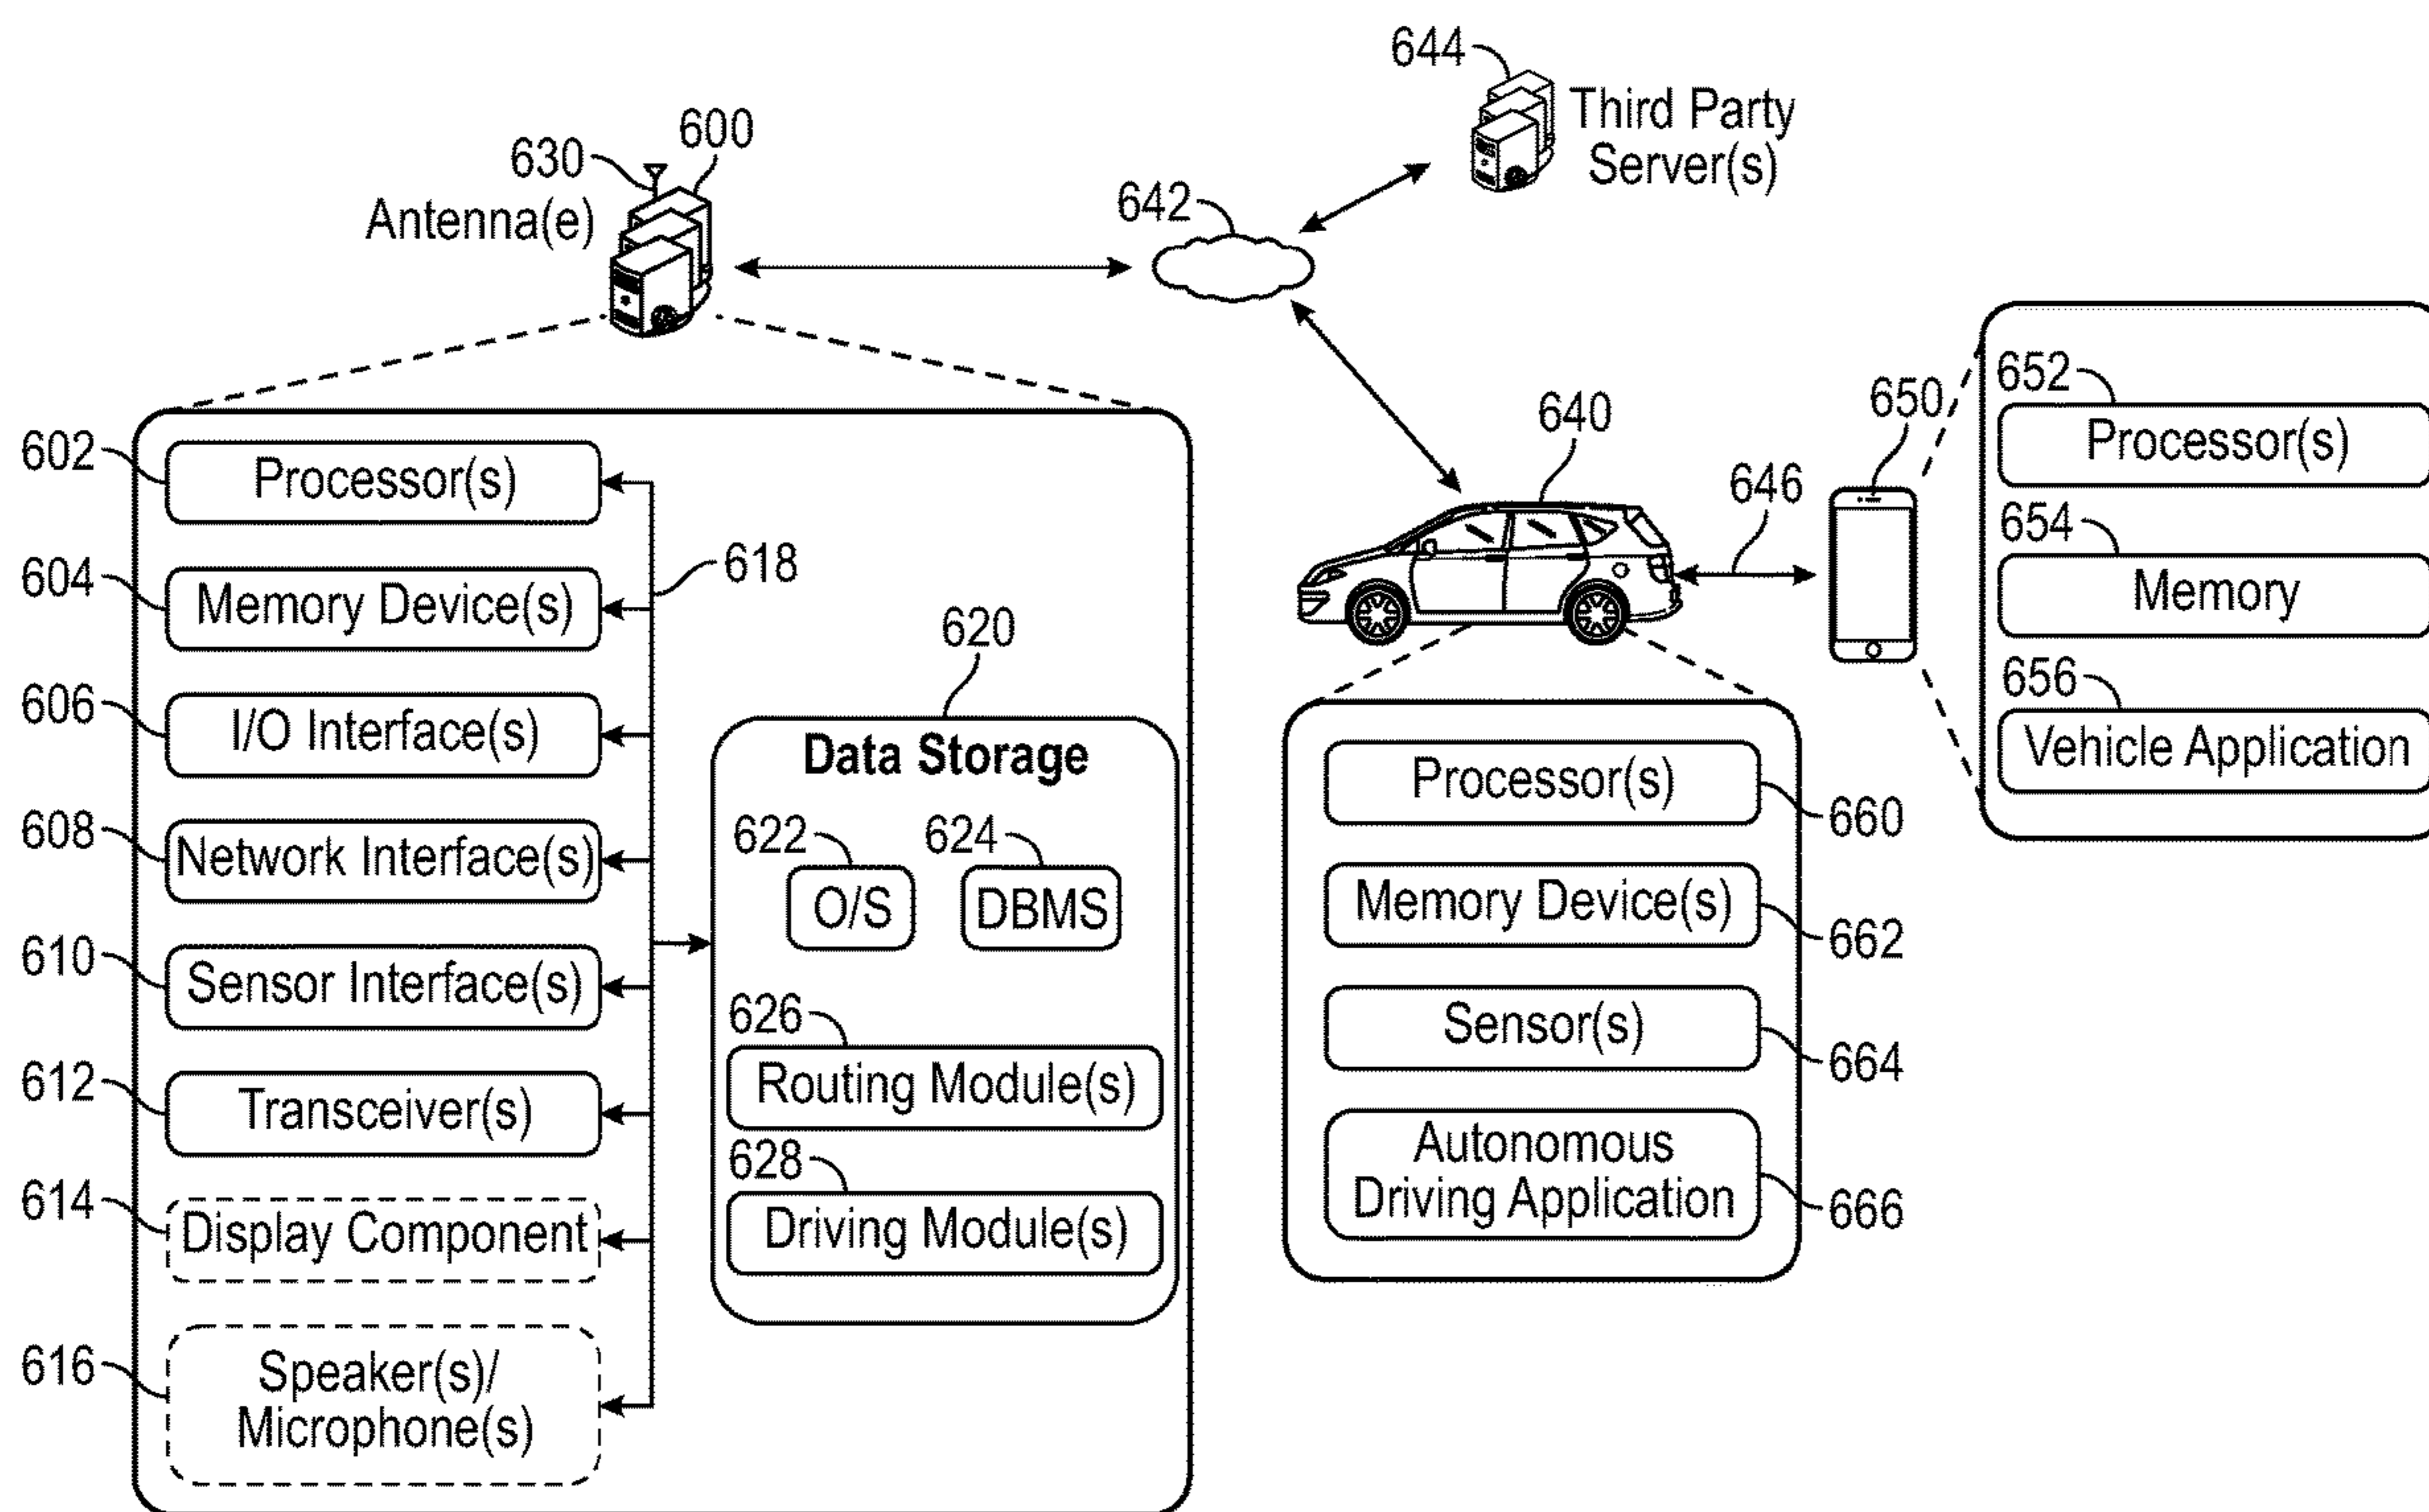 644
Third Party
Server(s)
630
600
Antenna(e)
642
602
Processor(s)
604
Memory Device(s)
618
606
I/O Interface(s)
608
Network Interface(s)
610
Sensor Interface(s)
612
Transceiver(s)
614
Display Component
616
Speaker(s)/
Microphone(s)
620
Data Storage
622
O/S
624
DBMS
626
Routing Module(s)
628
Driving Module(s)
640
646
650
660
Processor(s)
662
Memory Device(s)
664
Sensor(s)
666
Autonomous
Driving Application
652
Processor(s)
654
Memory
656
Vehicle Application